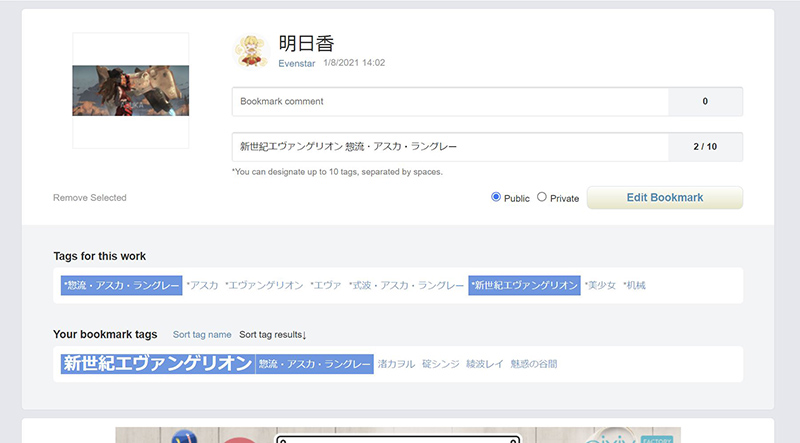 明日香
Evenstar 1/8/2021 14:02
Bookmark comment 0
新世紀エヴァンゲリオン 惣流・アスカ・ラングレー 2 / 10
*You can designate up to 10 tags, separated by spaces.
Remove Selected Public Private Edit Bookmark
Tags for this work
*惣流・アスカ・ラングレー *アスカ *エヴァンゲリオン *エヴァ *式波・アスカ・ラングレー *新世紀エヴァンゲリオン *美少女 *机械
Your bookmark tags Sort tag name Sort tag results↓
新世紀エヴァンゲリオン 惣流・アスカ・ラングレー 渚カヲル 碇シンジ 綾波レイ 魅惑の谷間
FACTORY